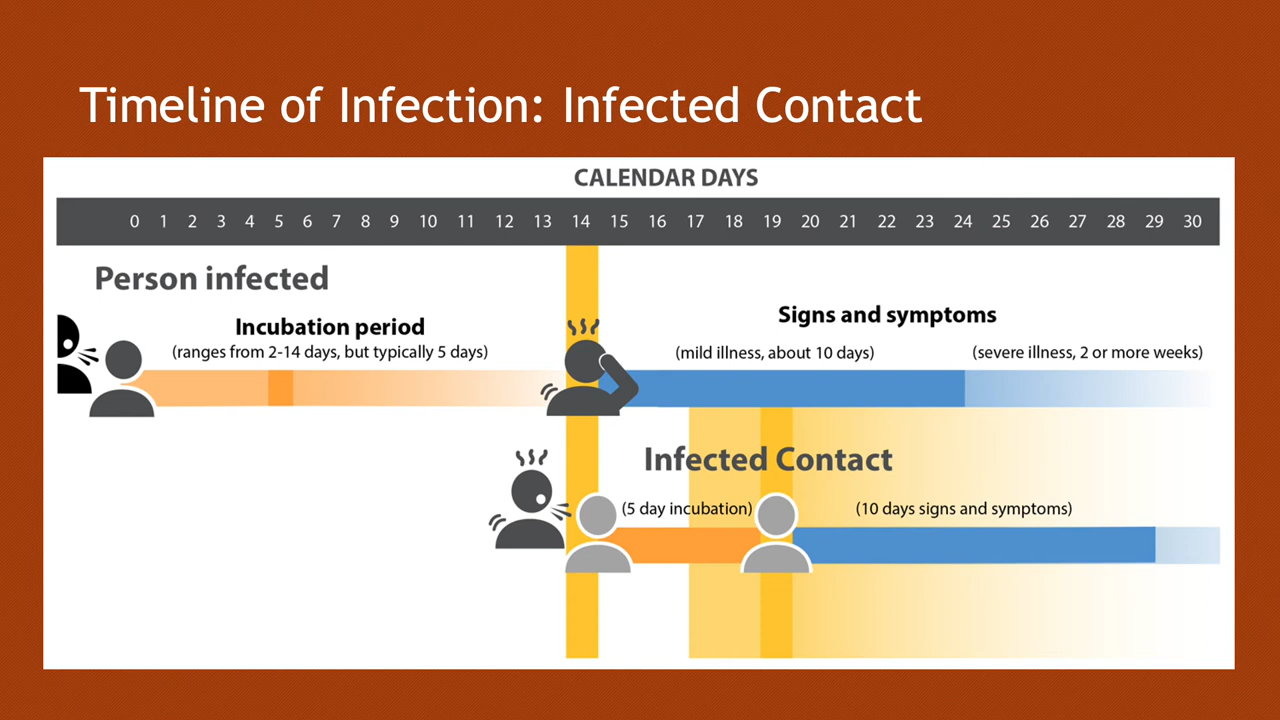 Timeline of Infection: Infected Contact
CALENDAR DAYS
0 1 2 3 4 5 6 7 8 9 10 11 12 13 14 15 16 17 18 19 20 21 22 23 24 25 26 27 28 29 30
Person infected
Incubation period
(ranges from 2-14 days, but typically 5 days)
Signs and symptoms
(mild illness, about 10 days)
(severe illness, 2 or more weeks)
Infected Contact
(5 day incubation)
(10 days signs and symptoms)